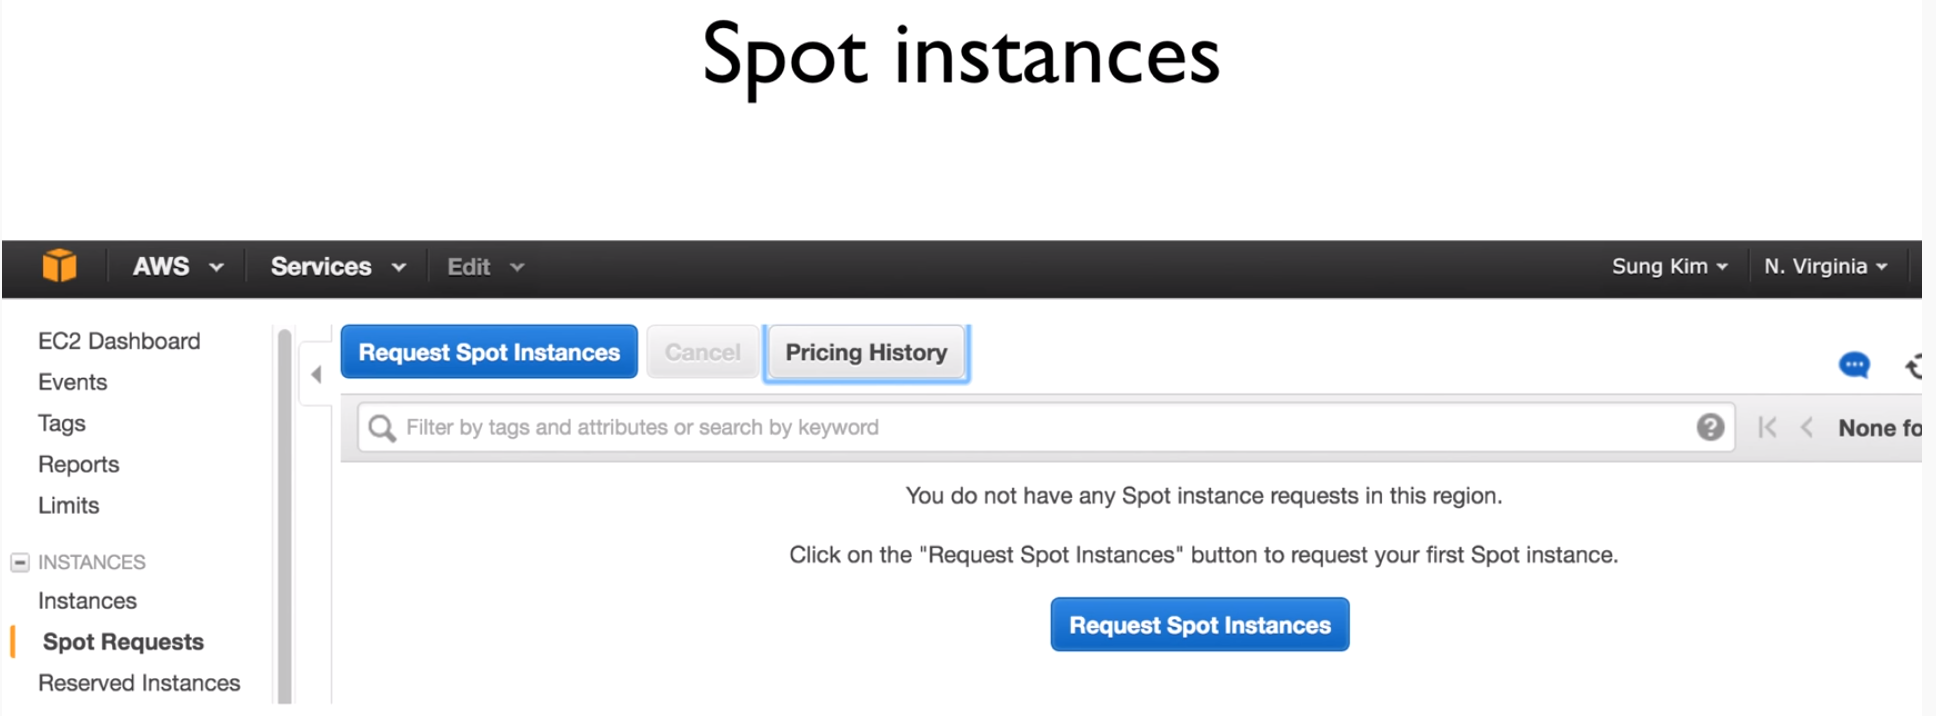 Spot instances
AWS Services Edit Sung Kim N. Virginia
EC2 Dashboard
Events
Tags
Reports
Limits
INSTANCES
Instances
Spot Requests
Reserved Instances
Request Spot Instances Cancel Pricing History
Filter by tags and attributes or search by keyword
None fo
You do not have any Spot instance requests in this region.
Click on the "Request Spot Instances" button to request your first Spot instance.
Request Spot Instances